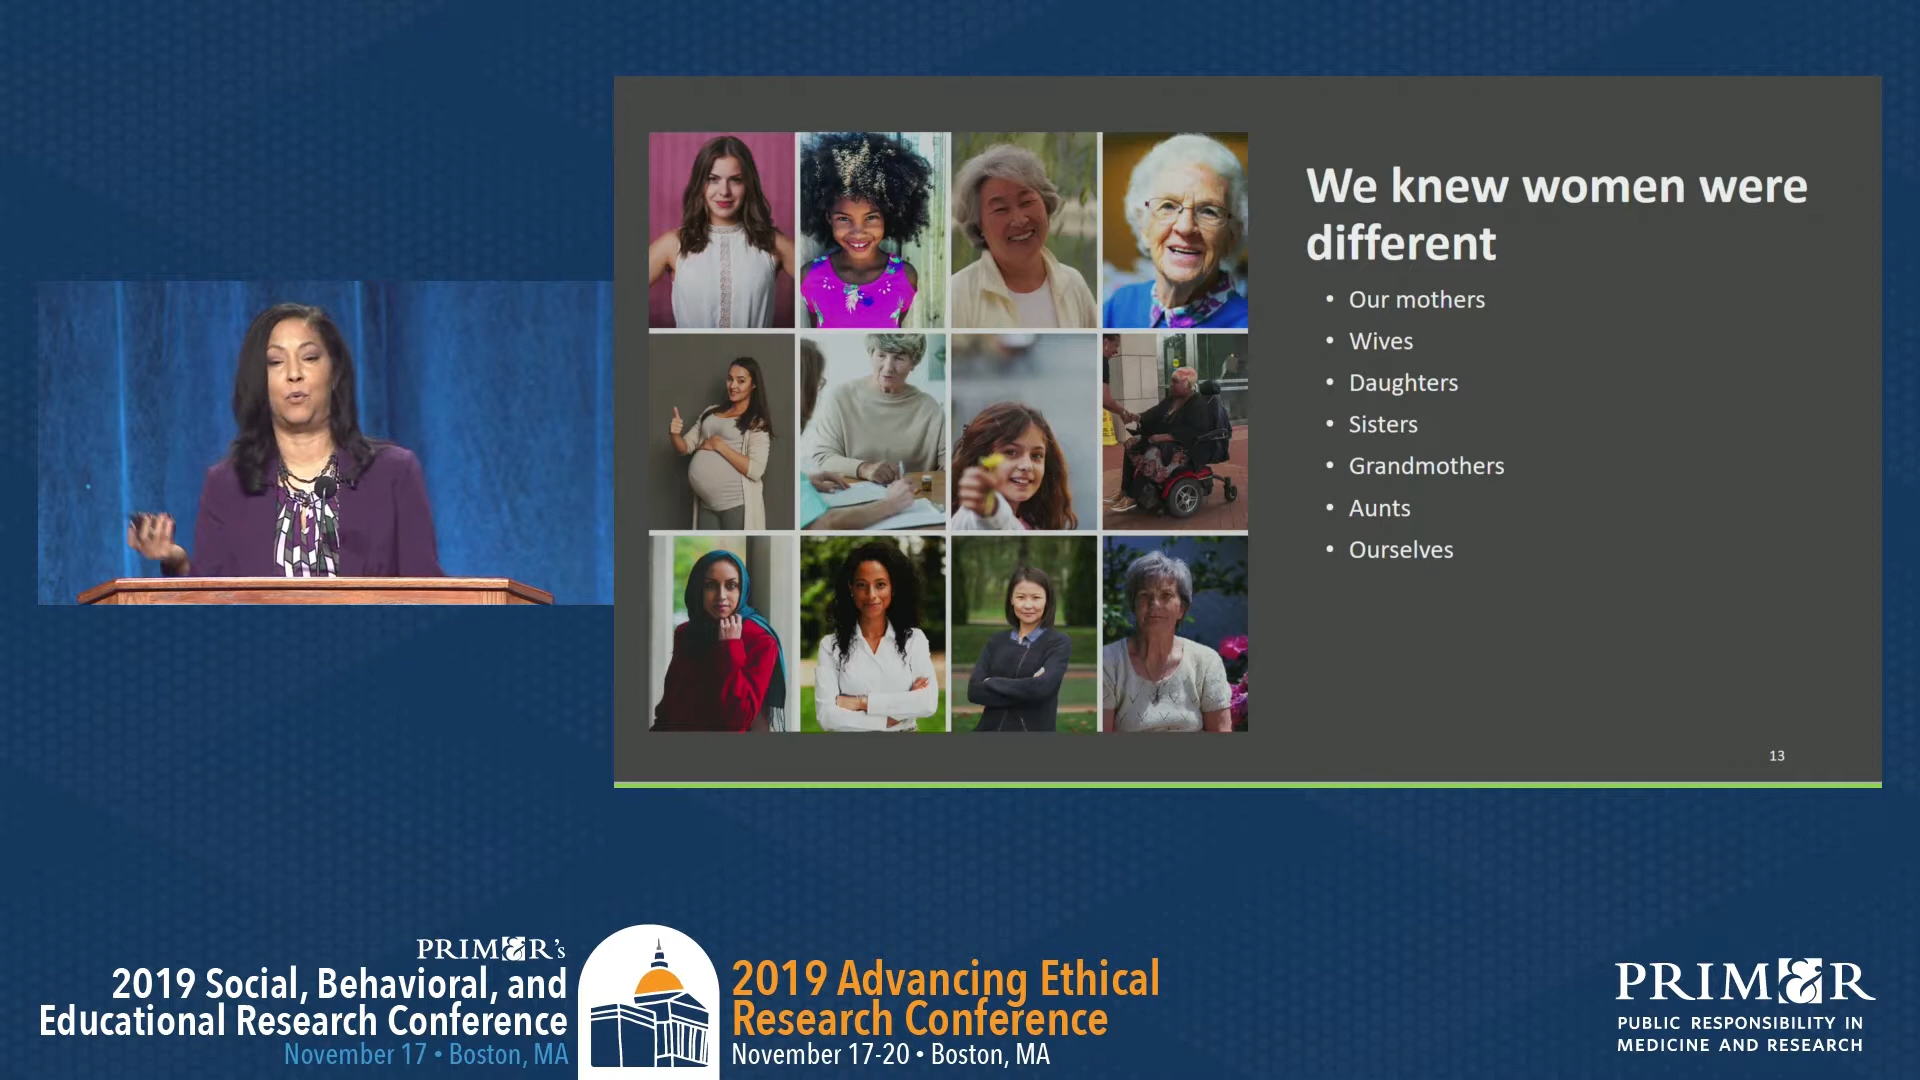 We knew women were
different
• Our mothers
• Wives
• Daughters
• Sisters
• Grandmothers
• Aunts
• Ourselves
13
PRIM&R's
2019 Social, Behavioral, and
Educational Research Conference
November 17 • Boston, MA
2019 Advancing Ethical
Research Conference
November 17-20 • Boston, MA
PRIM&R
PUBLIC RESPONSIBILITY IN
MEDICINE AND RESEARCH